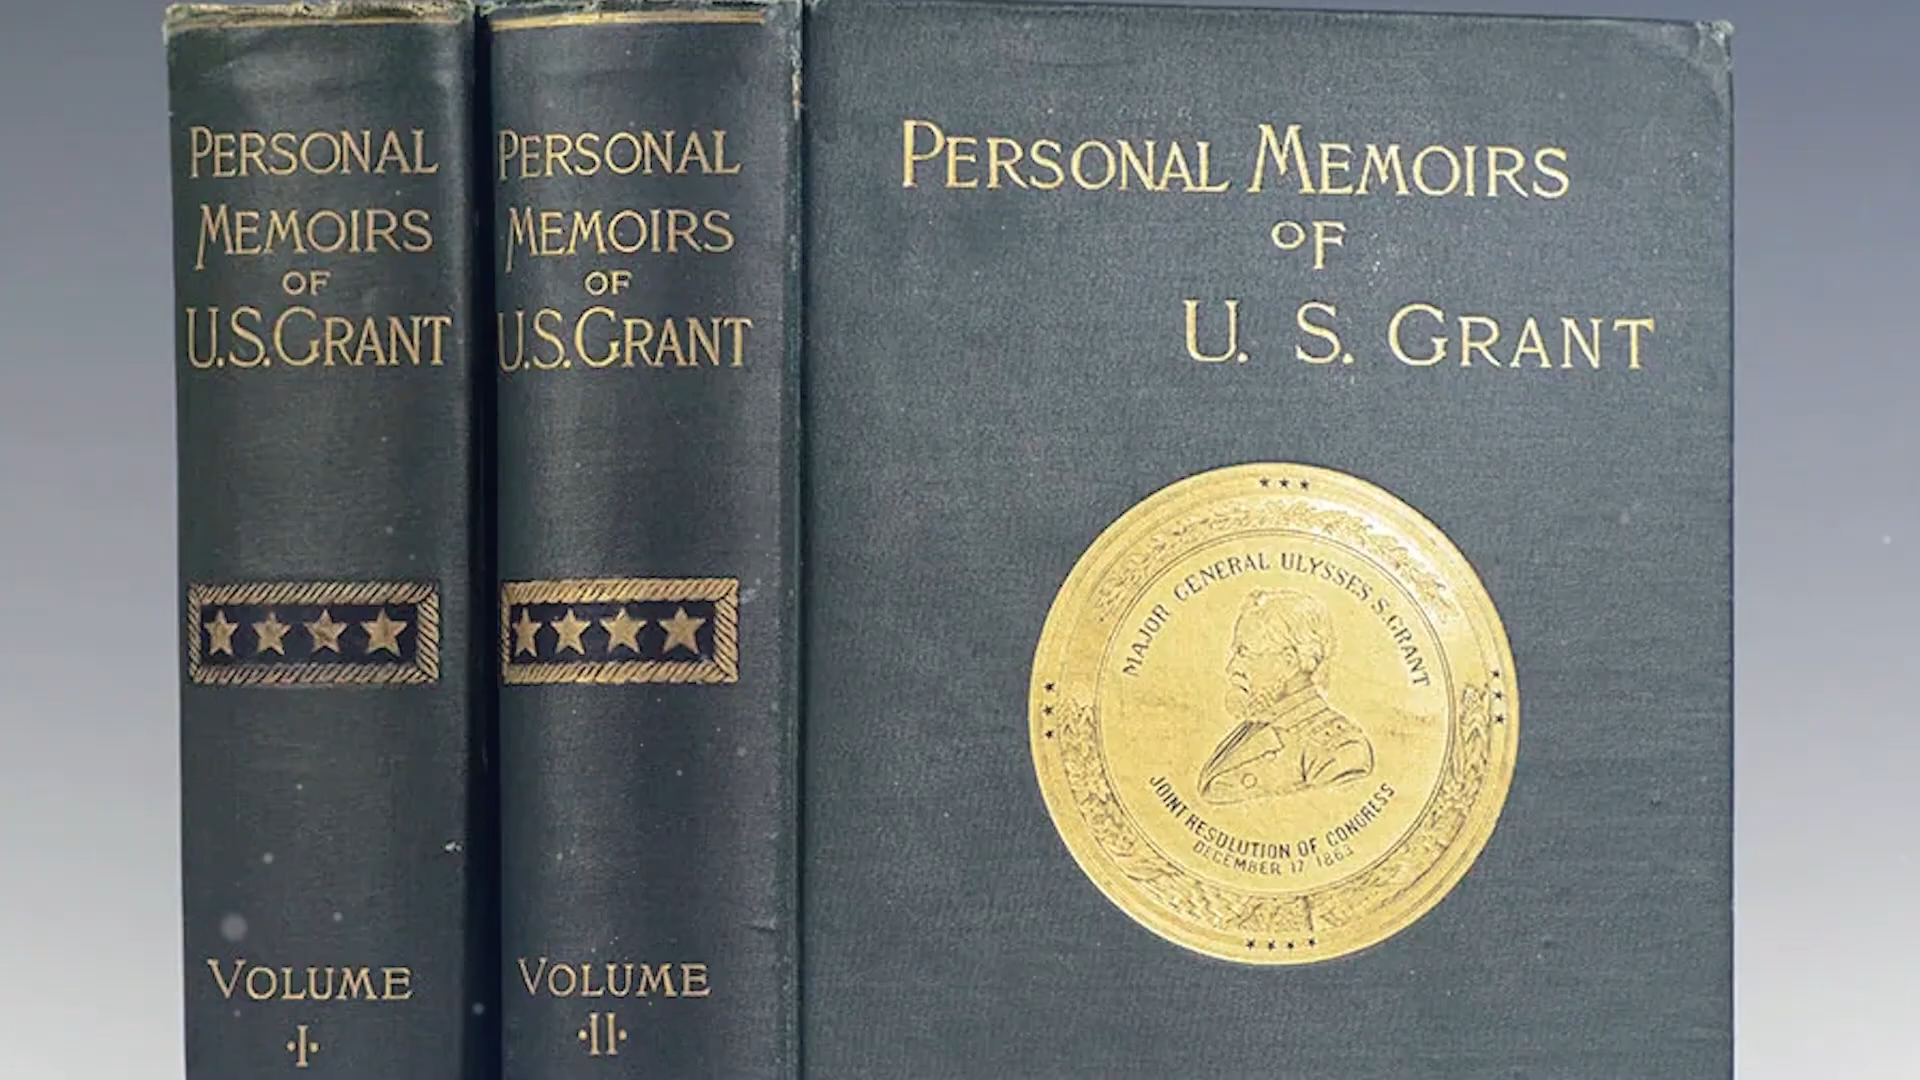 PERSONAL
MEMOIRS
OF
U.S. GRANT
VOLUME
·I·
PERSONAL
MEMOIRS
OF
U.S. GRANT
VOLUME
·II·
PERSONAL MEMOIRS
OF
U. S. GRANT
MAJOR GENERAL ULYSSES S. GRANT
JOINT RESOLUTION OF CONGRESS
DECEMBER 17 1863